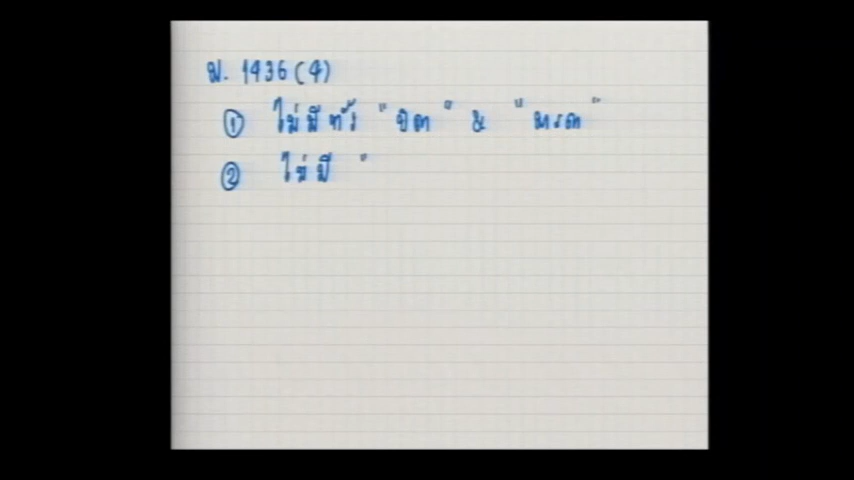 ม. 1436(4)
① ไม่มีทั้ง "บิดา" & "มารดา"
② ไม่มี "